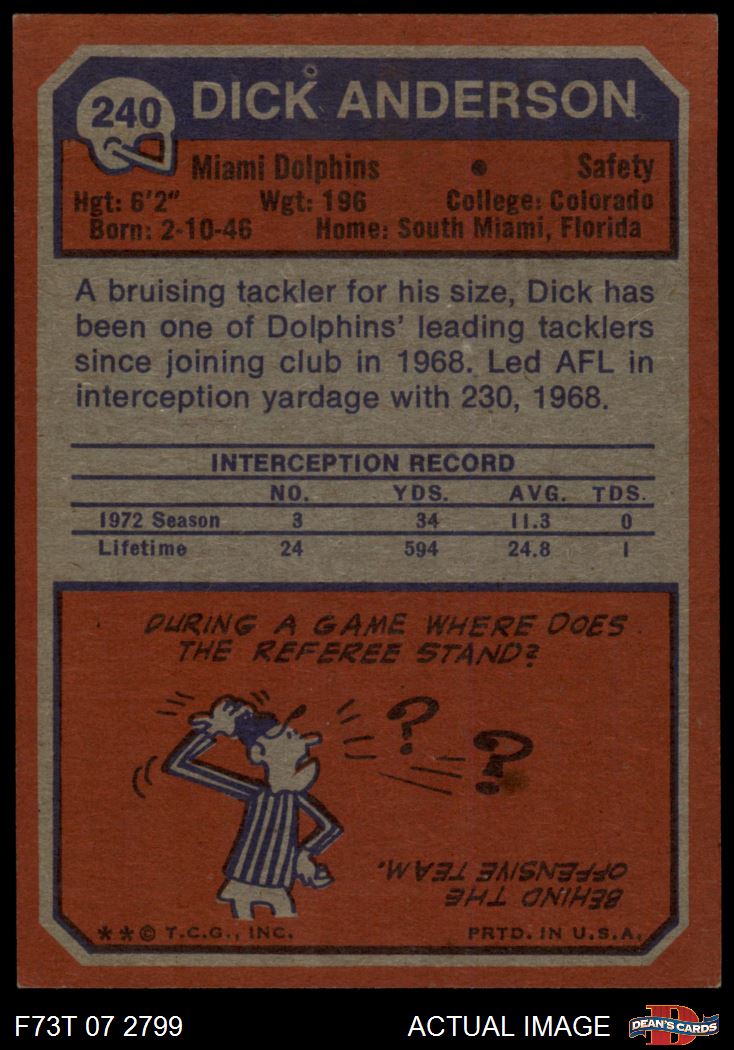 240 DICK ANDERSON
Miami Dolphins • Safety
Hgt: 6'2" Wgt: 196 College: Colorado
Born: 2-10-46 Home: South Miami, Florida
A bruising tackler for his size, Dick has
been one of Dolphins' leading tacklers
since joining club in 1968. Led AFL in
interception yardage with 230, 1968.
INTERCEPTION RECORD
NO. YDS. AVG. TDS.
1972 Season 3 34 11.3 0
Lifetime 24 594 24.8 1
DURING A GAME WHERE DOES
THE REFEREE STAND?
? ?
BEHIND THE
OFFENSIVE TEAM.
**© T.C.G., INC. PRTD. IN U.S.A.
F73T 07 2799 ACTUAL IMAGE D DEAN'S CARDS